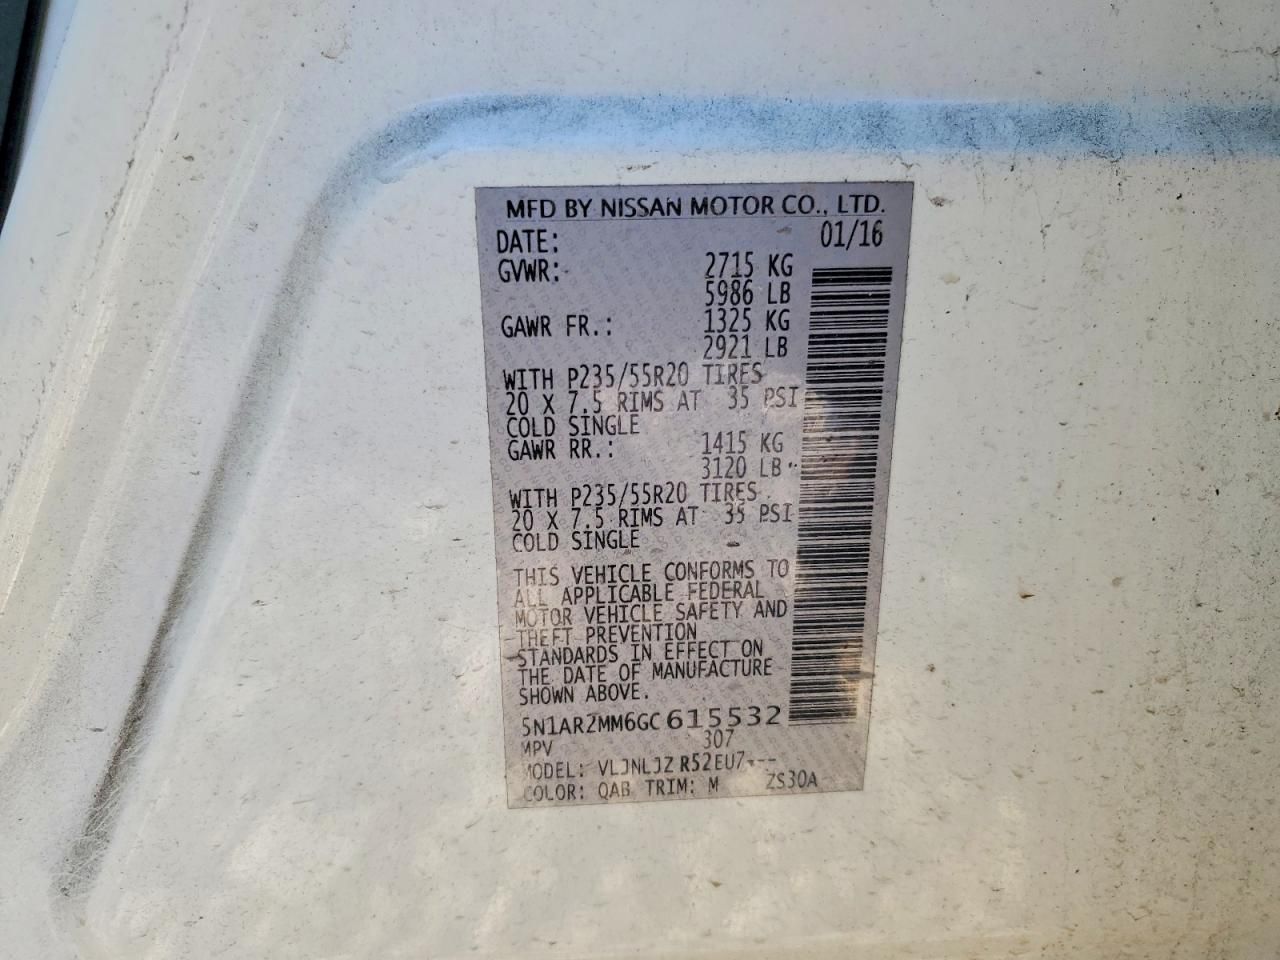 MFD BY NISSAN MOTOR CO., LTD.
DATE: 01/16
GVWR: 2715 KG
5986 LB
GAWR FR.: 1325 KG
2921 LB
WITH P235/55R20 TIRES
20 X 7.5 RIMS AT 35 PSI
COLD SINGLE
GAWR RR.: 1415 KG
3120 LB
WITH P235/55R20 TIRES
20 X 7.5 RIMS AT 35 PSI
COLD SINGLE
THIS VEHICLE CONFORMS TO
ALL APPLICABLE FEDERAL
MOTOR VEHICLE SAFETY AND
THEFT PREVENTION
STANDARDS IN EFFECT ON
THE DATE OF MANUFACTURE
SHOWN ABOVE.
5N1AR2MM6GC615532
MPV 307
MODEL: VLJNLJZ R52EU7---
COLOR: QAB TRIM: M ZS30A